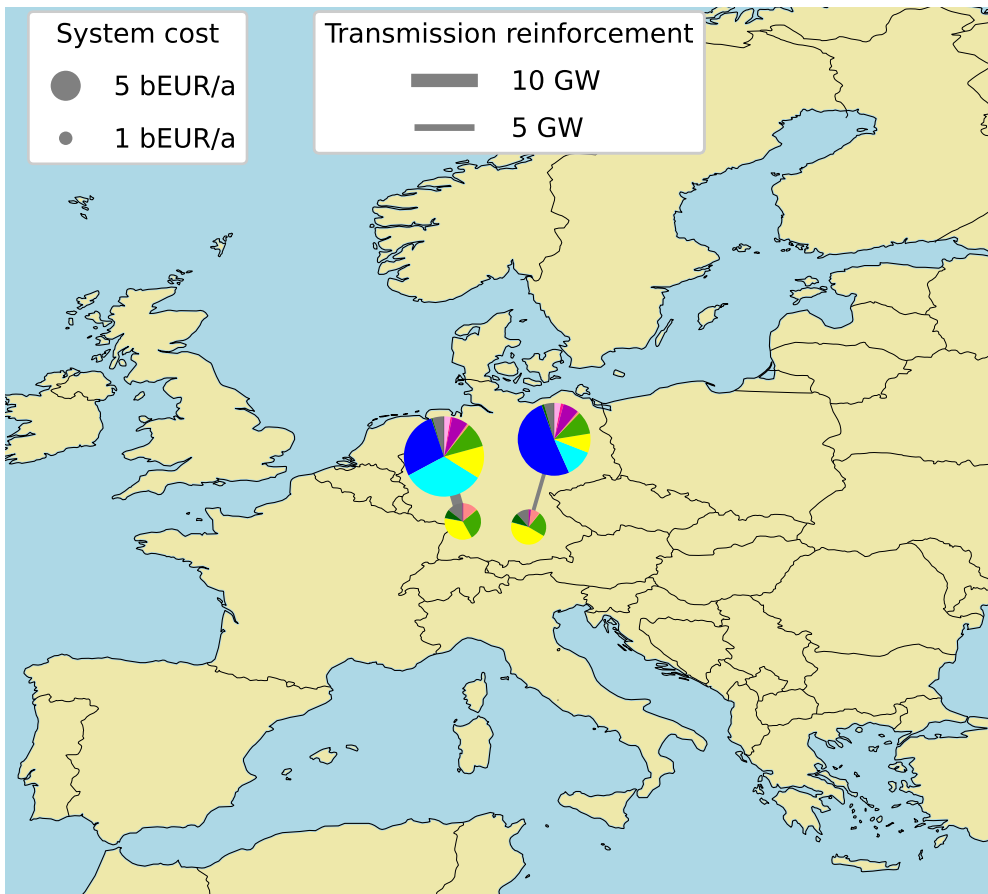 System cost
5 bEUR/a
1 bEUR/a
Transmission reinforcement
10 GW
5 GW